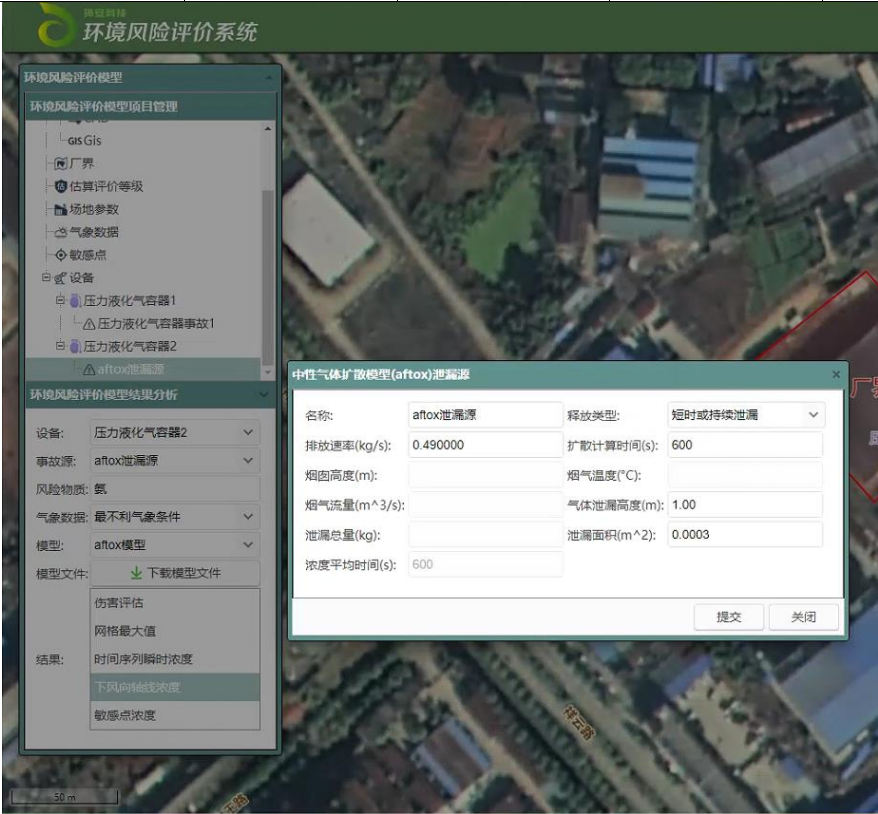 瑞安科技
环境风险评价系统
环境风险评价模型
环境风险评价模型项目管理
GIS Gis
厂界
估 估算评价等级
场地参数
气象数据
敏感点
设备
压力液化气容器1
压力液化气容器事故1
压力液化气容器2
aftox泄漏源
环境风险评价模型结果分析
设备: 压力液化气容器2
事故源: aftox泄漏源
风险物质: 氨
气象数据: 最不利气象条件
模型: aftox模型
模型文件: 下载模型文件
伤害评估
网格最大值
结果: 时间序列瞬时浓度
下风向轴线浓度
敏感点浓度
中性气体扩散模型(aftox)泄漏源 ×
名称: aftox泄漏源 释放类型: 短时或持续泄漏
排放速率(kg/s): 0.490000 扩散计算时间(s): 600
烟囱高度(m): 烟气温度(°C):
烟气流量(m^3/s): 气体泄漏高度(m): 1.00
泄漏总量(kg): 泄漏面积(m^2): 0.0003
浓度平均时间(s): 600
提交 关闭
厂界
祥云路
50 m